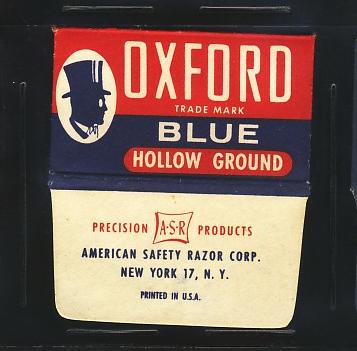 OXFORD
TRADE MARK
BLUE
HOLLOW GROUND
PRECISION A·S·R PRODUCTS
AMERICAN SAFETY RAZOR CORP.
NEW YORK 17, N. Y.
PRINTED IN U.S.A.